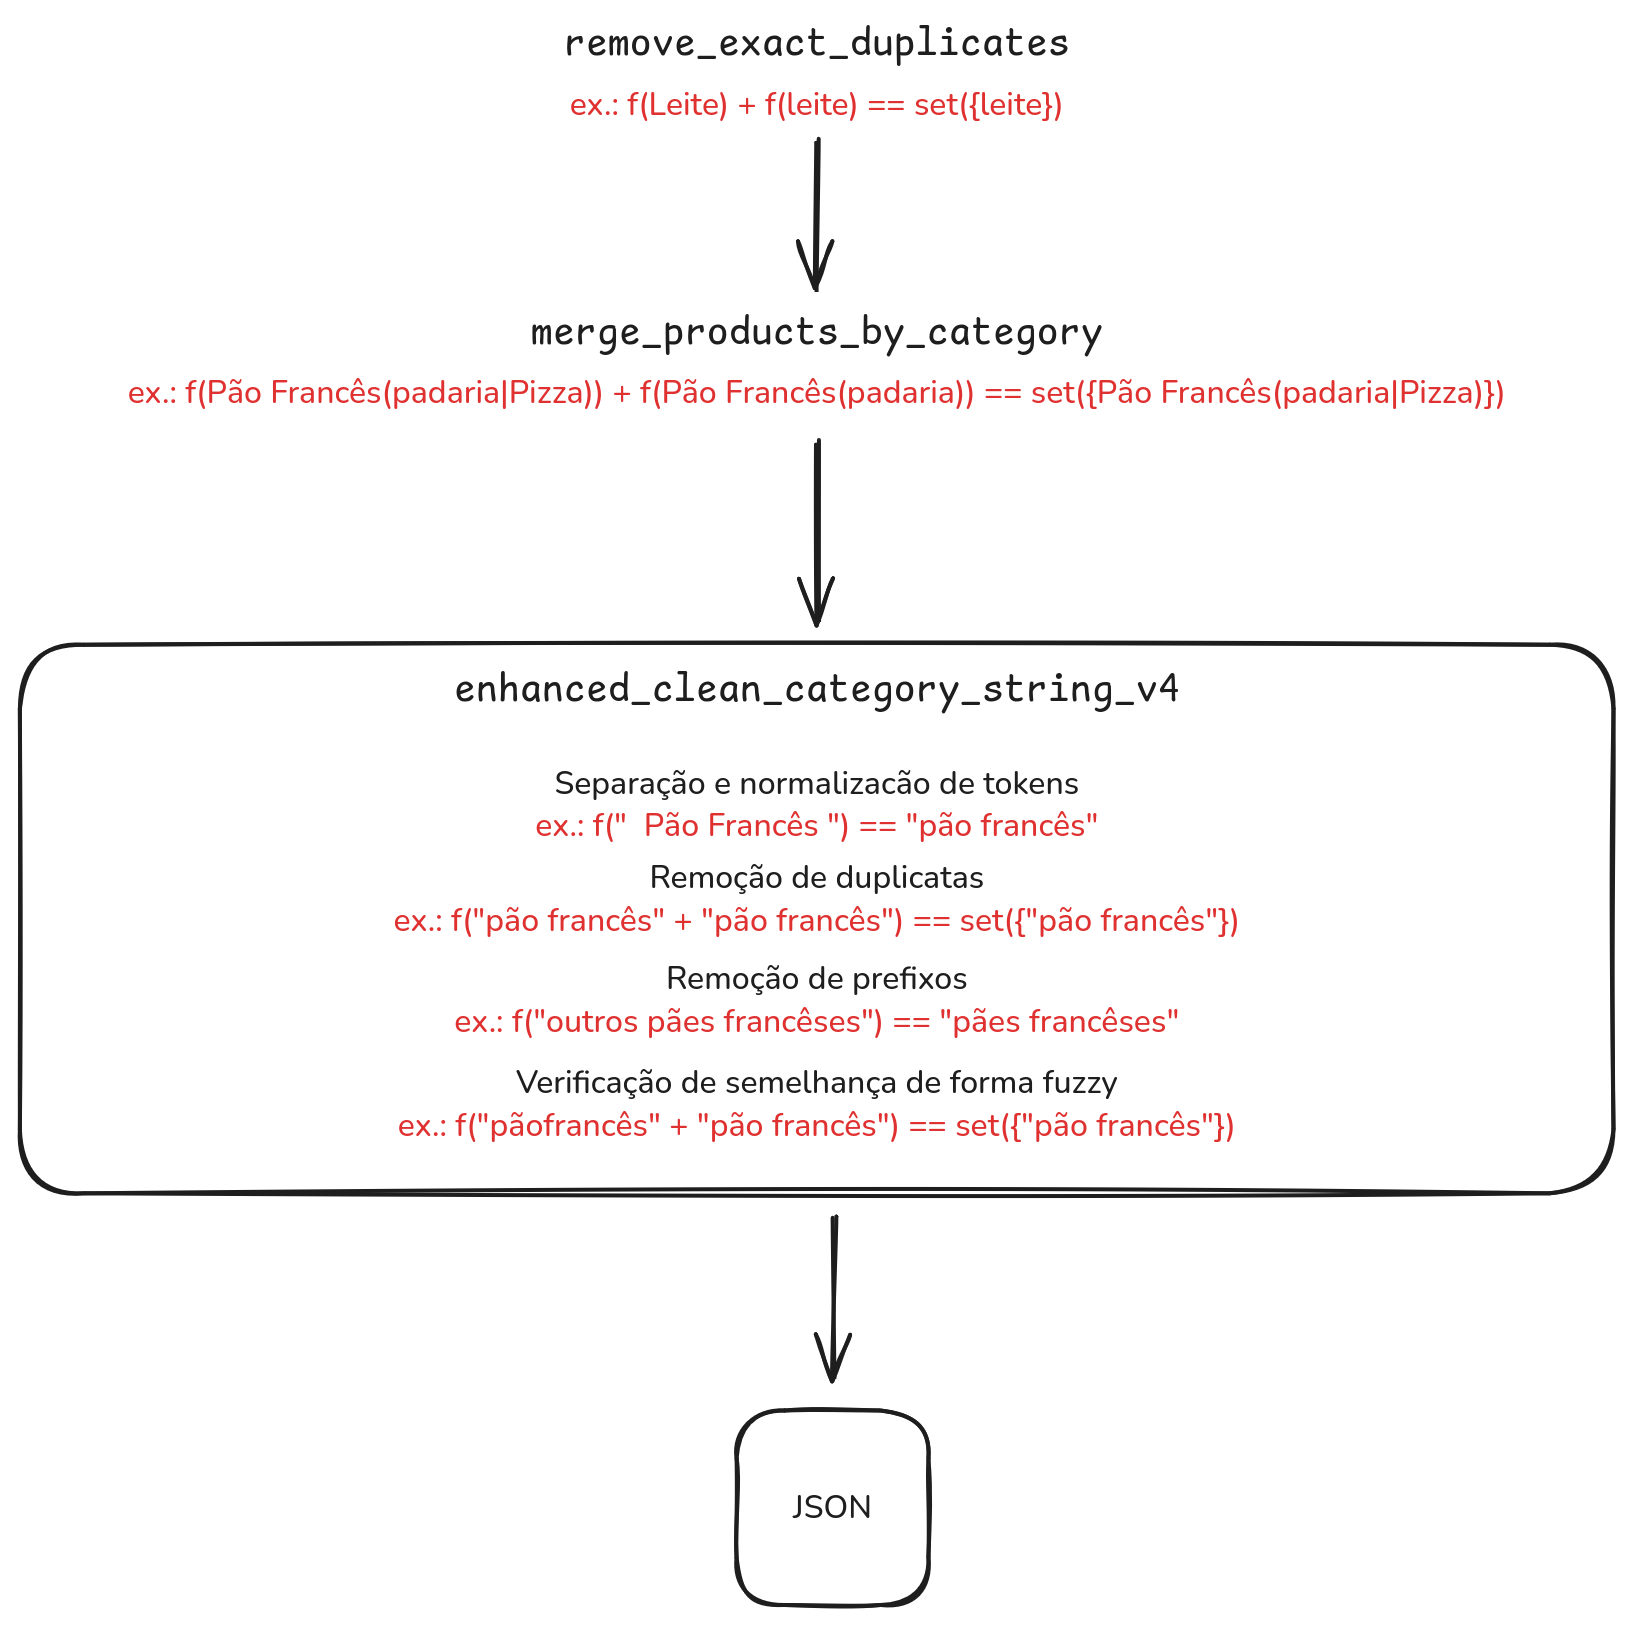 remove_exact_duplicates
ex.: f(Leite) + f(leite) == set({leite})
merge_products_by_category
ex.: f(Pão Francês(padaria|Pizza)) + f(Pão Francês(padaria)) == set({Pão Francês(padaria|Pizza)})
enhanced_clean_category_string_v4
Separação e normalizacão de tokens
ex.: f("  Pão Francês ") == "pão francês"
Remoção de duplicatas
ex.: f("pão francês" + "pão francês") == set({"pão francês"})
Remoção de prefixos
ex.: f("outros pães francêses") == "pães francêses"
Verificação de semelhança de forma fuzzy
ex.: f("pãofrancês" + "pão francês") == set({"pão francês"})
JSON